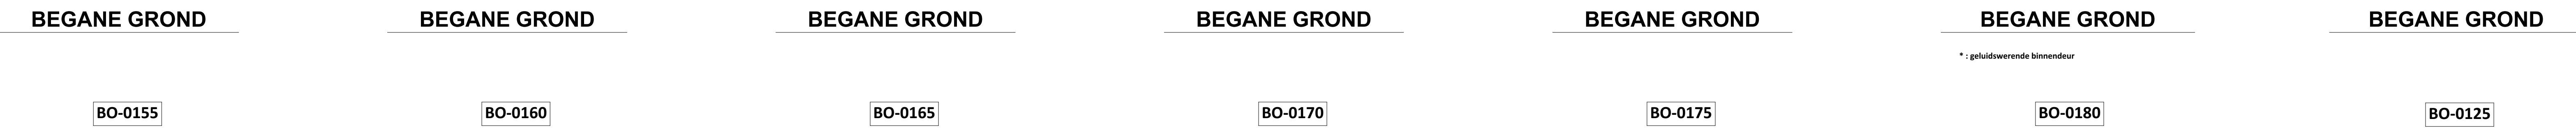 BEGANE GROND
BO-0155
BEGANE GROND
BO-0160
BEGANE GROND
BO-0165
BEGANE GROND
BO-0170
BEGANE GROND
BO-0175
BEGANE GROND
* : geluidswerende binnendeur
BO-0180
BEGANE GROND
BO-0125